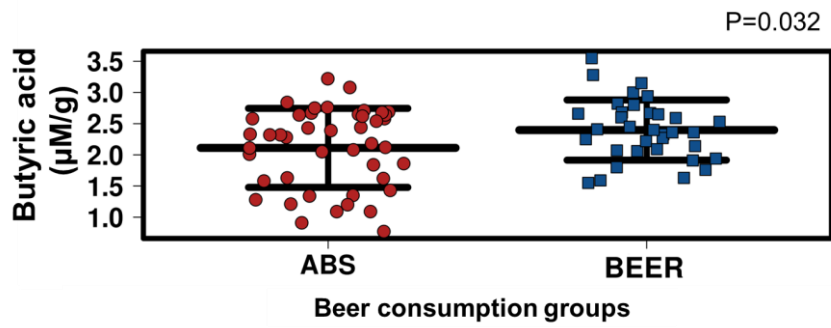 P=0.032
Butyric acid
(µM/g)
3.5
3.0
2.5
2.0
1.5
1.0
ABS
BEER
Beer consumption groups